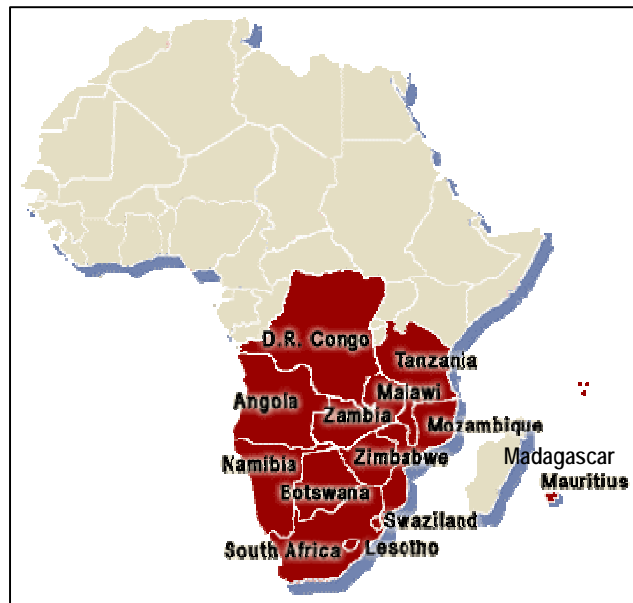 D.R. Congo
Tanzania
Malawi
Angola
Zambia
Mozambique
Zimbabwe
Madagascar
Namibia
Mauritius
Botswana
Swaziland
South Africa
Lesotho